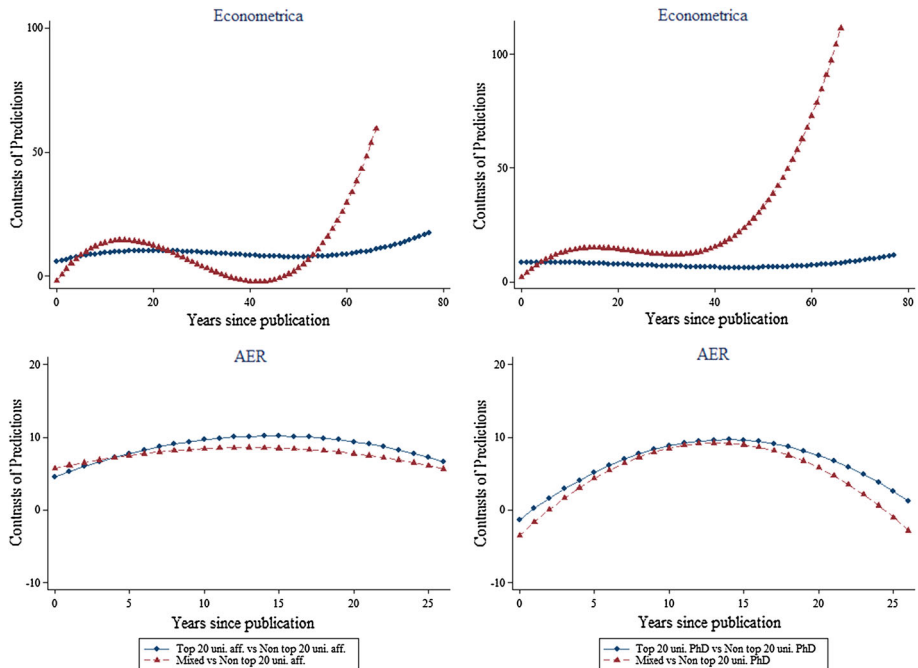 Econometrica
Contrasts of Predictions
100
50
0
0
20
40
60
80
Years since publication
Econometrica
Contrasts of Predictions
100
50
0
0
20
40
60
80
Years since publication
AER
Contrasts of Predictions
20
10
0
-10
0
5
10
15
20
25
Years since publication
AER
Contrasts of Predictions
20
10
0
-10
0
5
10
15
20
25
Years since publication
Top 20 uni. aff. vs Non top 20 uni. aff.
Mixed vs Non top 20 uni. aff.
Top 20 uni. PhD vs Non top 20 uni. PhD
Mixed vs Non top 20 uni. PhD